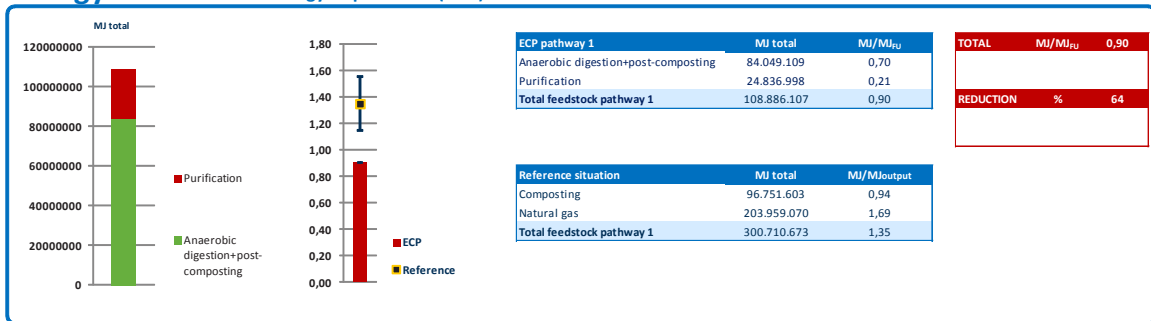 MJ total
120000000
100000000
80000000
60000000
40000000
20000000
0
Purification
Anaerobic
digestion+post-
composting
1,80
1,60
1,40
1,20
1,00
0,80
0,60
0,40
0,20
0,00
ECP
Reference
ECP pathway 1 MJ total MJ/MJFU
Anaerobic digestion+post-composting 84.049.109 0,70
Purification 24.836.998 0,21
Total feedstock pathway 1 108.886.107 0,90
TOTAL MJ/MJFU 0,90
REDUCTION % 64
Reference situation MJ total MJ/MJoutput
Composting 96.751.603 0,94
Natural gas 203.959.070 1,69
Total feedstock pathway 1 300.710.673 1,35